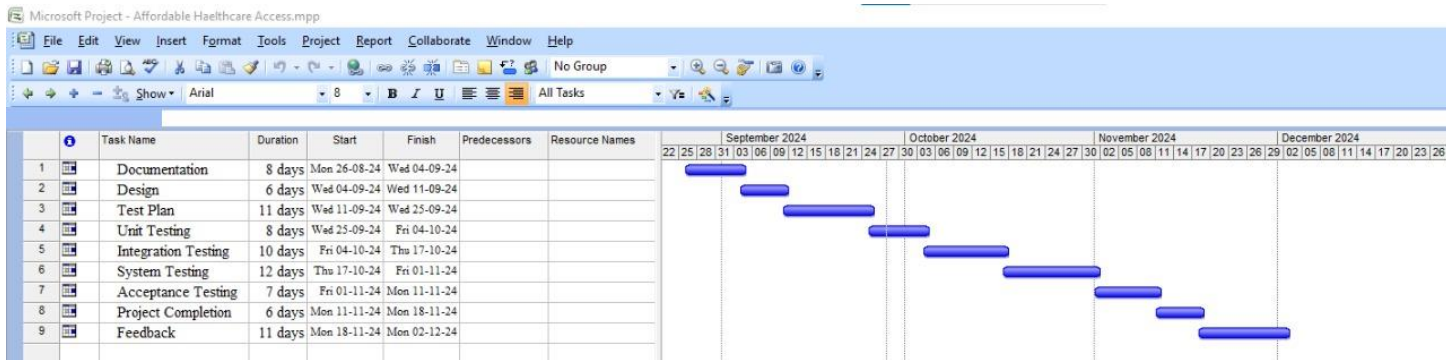 Microsoft Project - Affordable Haelthcare Access.mpp
File Edit View Insert Format Tools Project Report Collaborate Window Help
No Group
Show Arial 8 B I U All Tasks
Task Name Duration Start Finish Predecessors Resource Names September 2024 October 2024 November 2024 December 2024
22 25 28 31 03 06 09 12 15 18 21 24 27 30 03 06 09 12 15 18 21 24 27 30 02 05 08 11 14 17 20 23 26 29 02 05 08 11 14 17 20 23 26
1 Documentation 8 days Mon 26-08-24 Wed 04-09-24
2 Design 6 days Wed 04-09-24 Wed 11-09-24
3 Test Plan 11 days Wed 11-09-24 Wed 25-09-24
4 Unit Testing 8 days Wed 25-09-24 Fri 04-10-24
5 Integration Testing 10 days Fri 04-10-24 Thu 17-10-24
6 System Testing 12 days Thu 17-10-24 Fri 01-11-24
7 Acceptance Testing 7 days Fri 01-11-24 Mon 11-11-24
8 Project Completion 6 days Mon 11-11-24 Mon 18-11-24
9 Feedback 11 days Mon 18-11-24 Mon 02-12-24